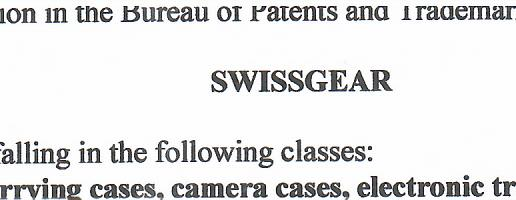 ion in the Bureau of Patents and Trademar
SWISSGEAR
falling in the following classes:
rrying cases, camera cases, electronic tr